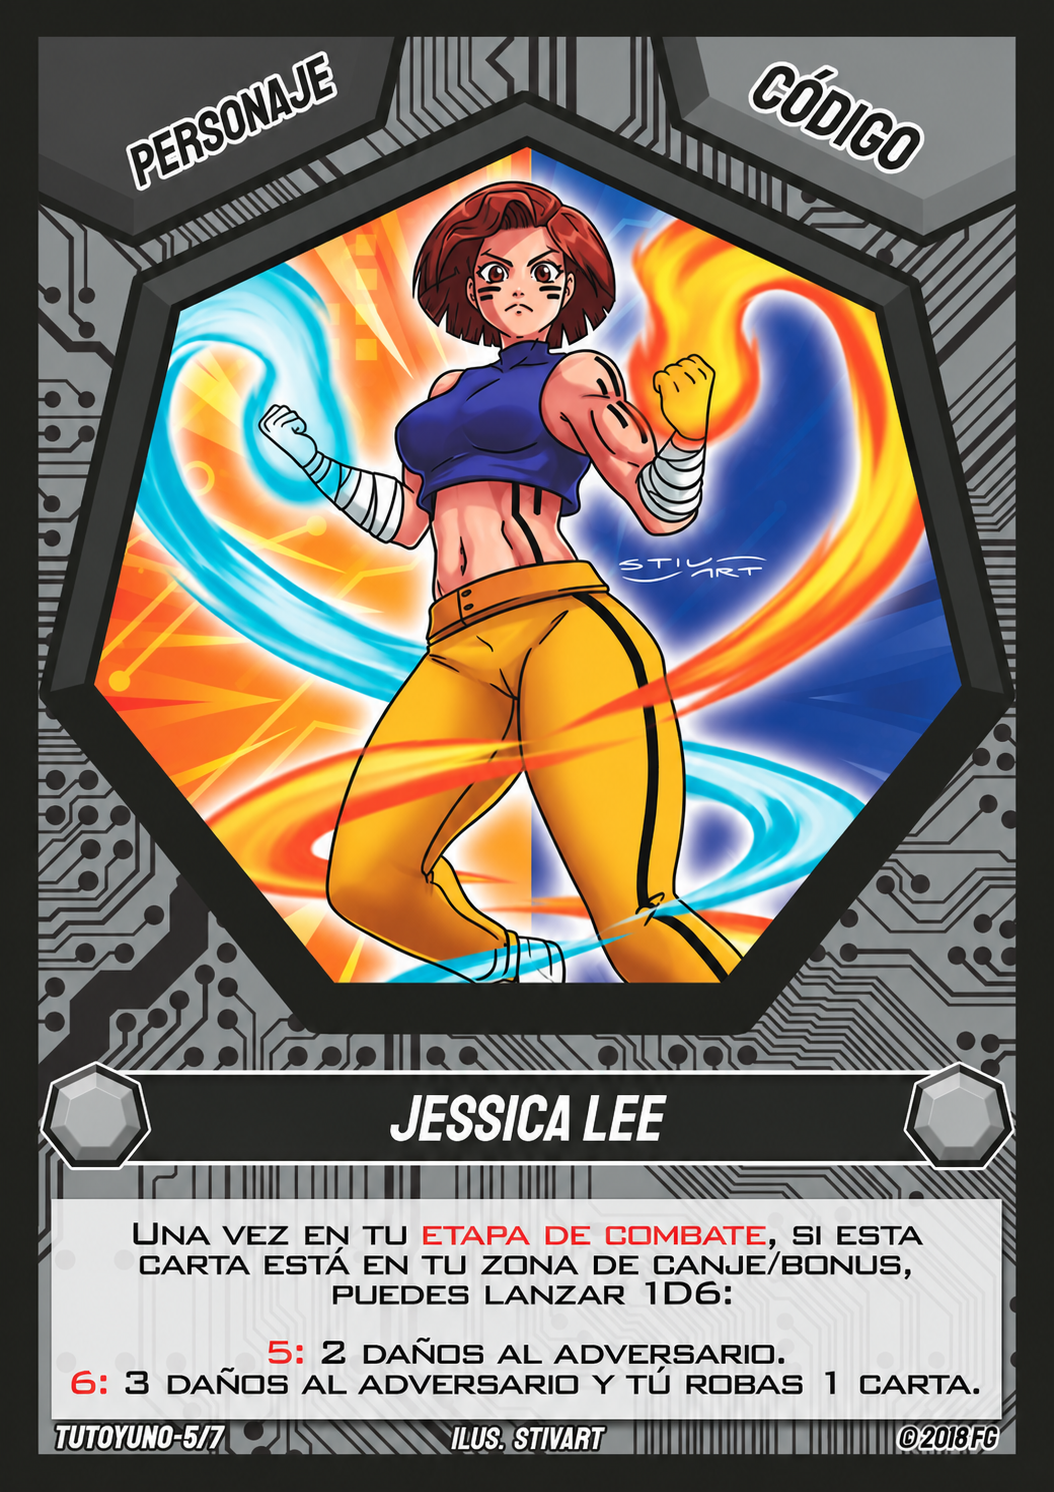 PERSONAJE
CÓDIGO
STIV
ART
JESSICA LEE
UNA VEZ EN TU ETAPA DE COMBATE, SI ESTA
CARTA ESTÁ EN TU ZONA DE CANJE/BONUS,
PUEDES LANZAR 1D6:
5: 2 DAÑOS AL ADVERSARIO.
6: 3 DAÑOS AL ADVERSARIO Y TÚ ROBAS 1 CARTA.
TUTOYUNO-5/7
ILUS. STIVART
© 2018 FG